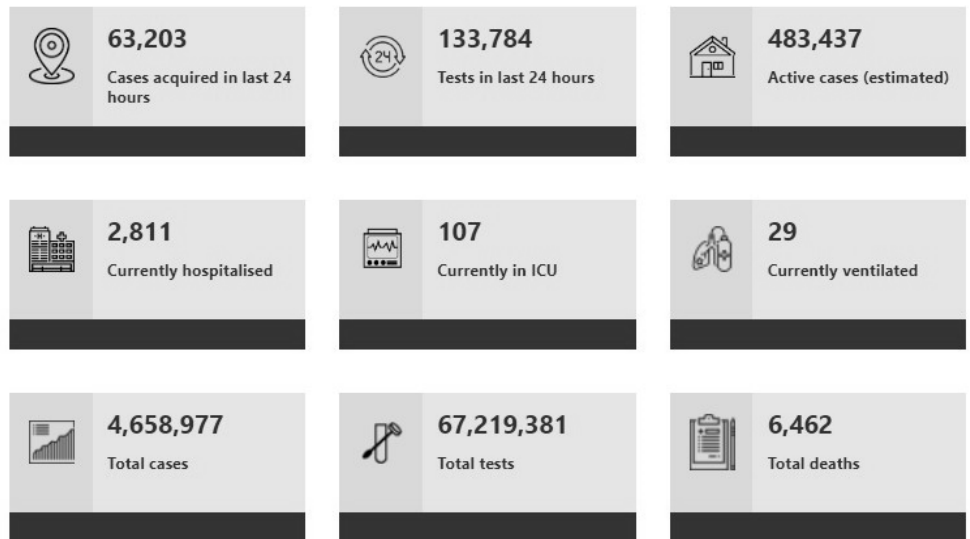 63,203
Cases acquired in last 24
hours
133,784
Tests in last 24 hours
483,437
Active cases (estimated)
2,811
Currently hospitalised
107
Currently in ICU
29
Currently ventilated
4,658,977
Total cases
67,219,381
Total tests
6,462
Total deaths